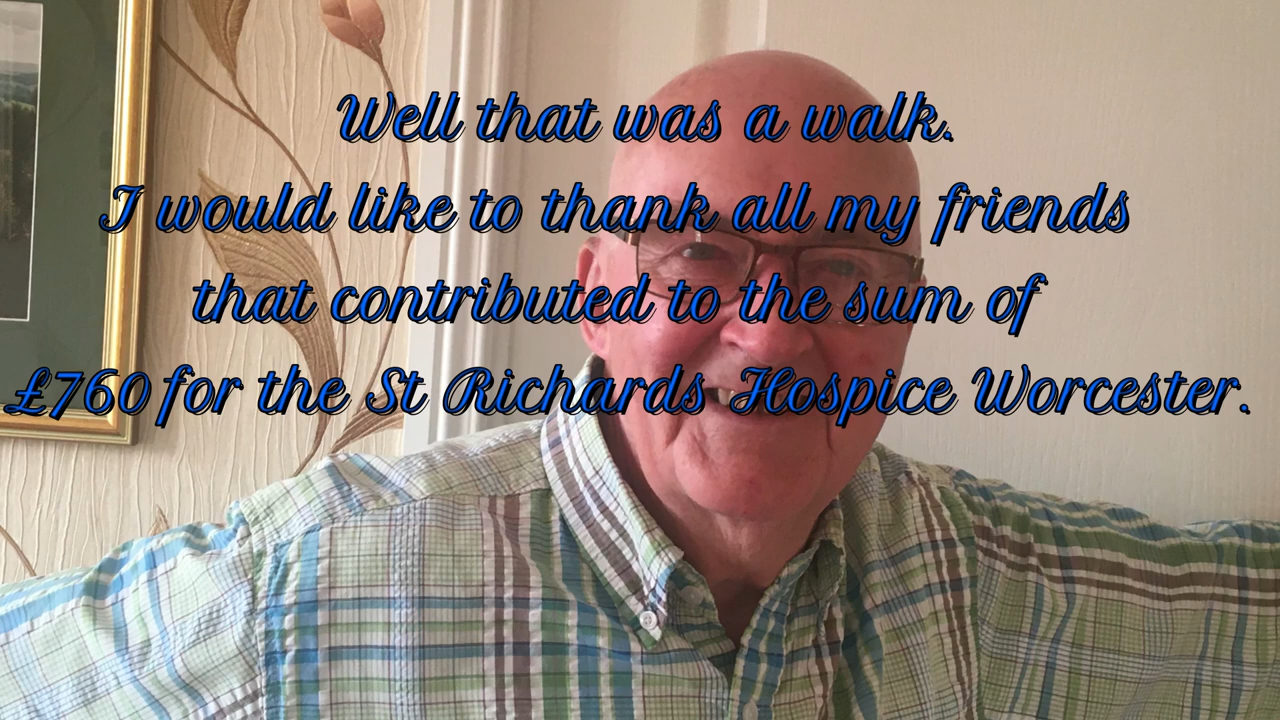 Well that was a walk.
I would like to thank all my friends
that contributed to the sum of
£760 for the St Richards Hospice Worcester.